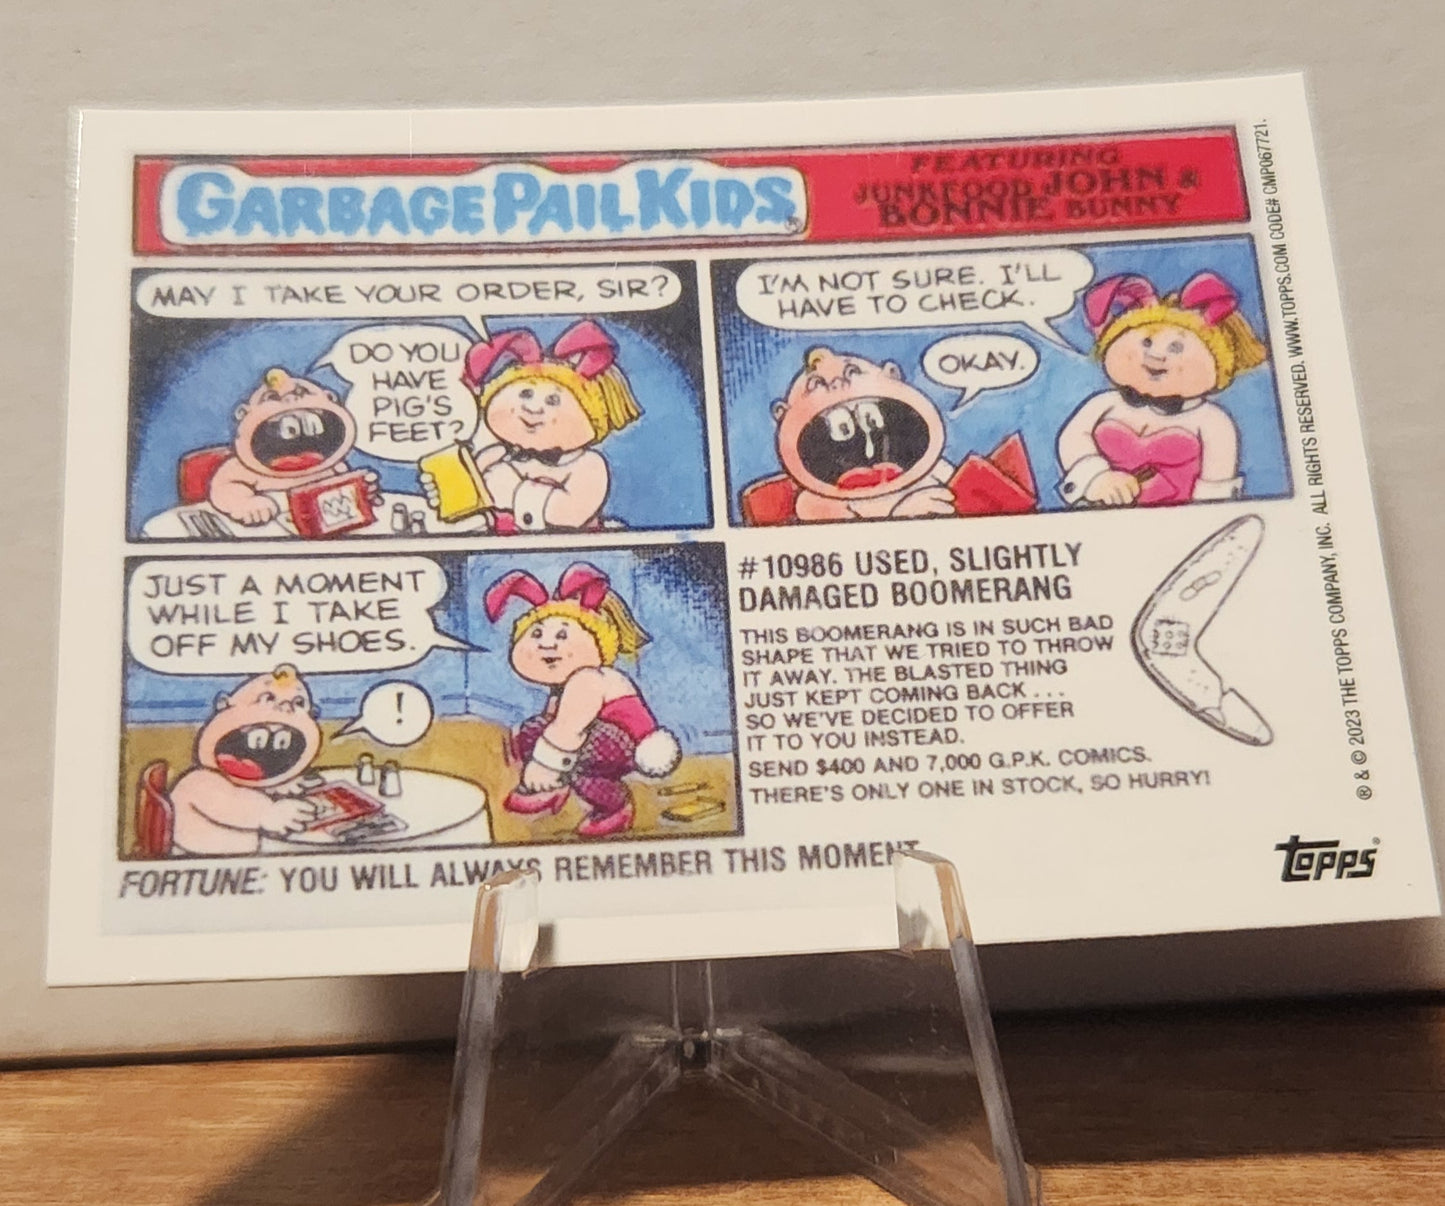 GARBAGE PAIL KIDS®
FEATURING
JUNKFOOD JOHN &
BONNIE BUNNY
MAY I TAKE YOUR ORDER, SIR?
DO YOU
HAVE
PIG'S
FEET?
I'M NOT SURE. I'LL
HAVE TO CHECK.
OKAY.
JUST A MOMENT
WHILE I TAKE
OFF MY SHOES.
!
#10986 USED, SLIGHTLY
DAMAGED BOOMERANG
THIS BOOMERANG IS IN SUCH BAD
SHAPE THAT WE TRIED TO THROW
IT AWAY. THE BLASTED THING
JUST KEPT COMING BACK . . .
SO WE'VE DECIDED TO OFFER
IT TO YOU INSTEAD.
SEND $400 AND 7,000 G.P.K. COMICS.
THERE'S ONLY ONE IN STOCK, SO HURRY!
FORTUNE: YOU WILL ALWAYS REMEMBER THIS MOMENT
® & © 2023 THE TOPPS COMPANY, INC. ALL RIGHTS RESERVED. WWW.TOPPS.COM CODE# CMP067721.
TOPPS®